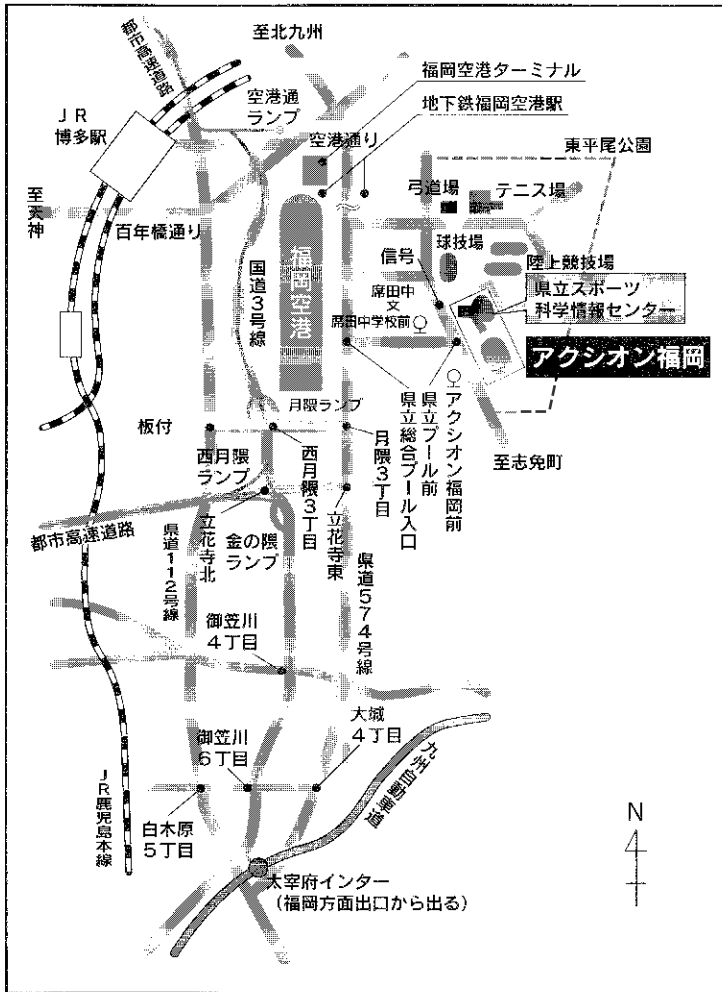 至北九州
都市高速道路
福岡空港ターミナル
地下鉄福岡空港駅
空港通
ランプ
空港通り
JR
博多駅
東平尾公園
弓道場
テニス場
至天神
百年橋通り
国道3号線
福岡空港
信号
球技場
陸上競技場
席田中
文
席田中学校前
県立スポーツ
科学情報センター
アクシオン福岡
月隈ランプ
板付
西月隈
ランプ
西月隈3丁目
月隈3丁目
県立総合プール入口
県立プール前
アクシオン福岡前
至志免町
都市高速道路
県道112号線
立花寺北
金の隈
ランプ
立花寺東
県道574号線
御笠川
4丁目
大城
4丁目
御笠川
6丁目
九州自動車道
JR鹿児島本線
白木原
5丁目
太宰府インター
(福岡方面出口から出る)
N